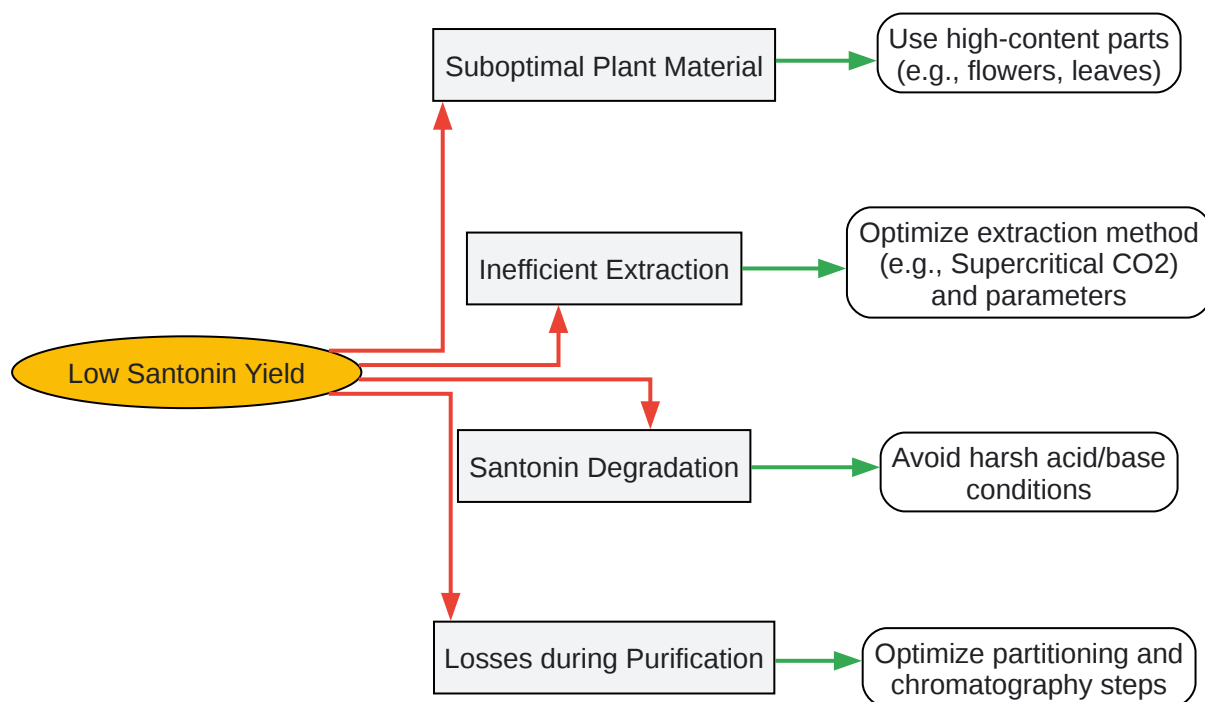 Suboptimal Plant Material
Use high-content parts
(e.g., flowers, leaves)
Inefficient Extraction
Optimize extraction method
(e.g., Supercritical CO2)
and parameters
Low Santonin Yield
Santonin Degradation
Avoid harsh acid/base
conditions
Losses during Purification
Optimize partitioning and
chromatography steps